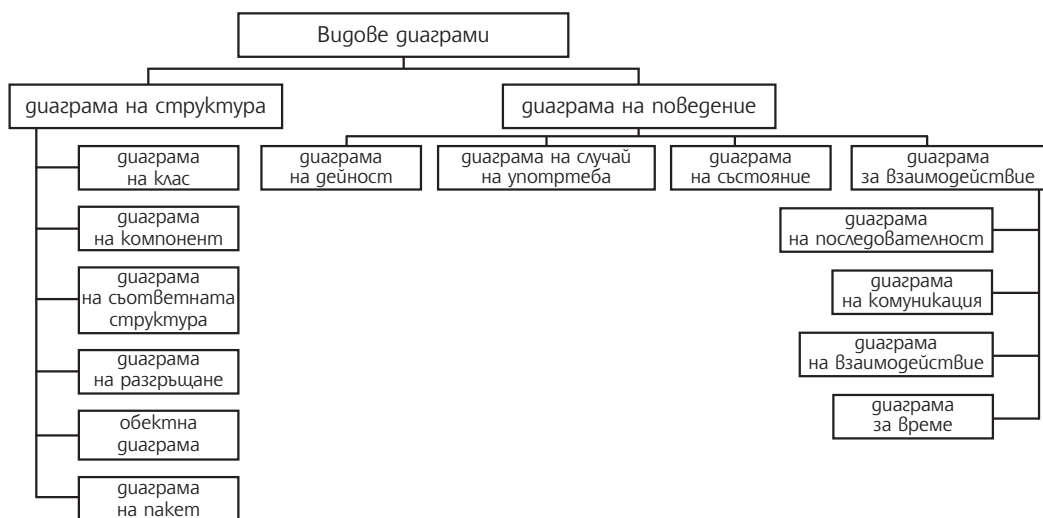 Видове диаграми
диаграма на структура
диаграма на поведение
диаграма
на клас
диаграма
на дейност
диаграма на случай
на употртеба
диаграма
на състояние
диаграма
за взаимодействие
диаграма
на компонент
диаграма
на последователност
диаграма
на съответната
структура
диаграма
на комуникация
диаграма
на разгръщане
диаграма
на взаимодействие
обектна
диаграма
диаграма
за време
диаграма
на пакет